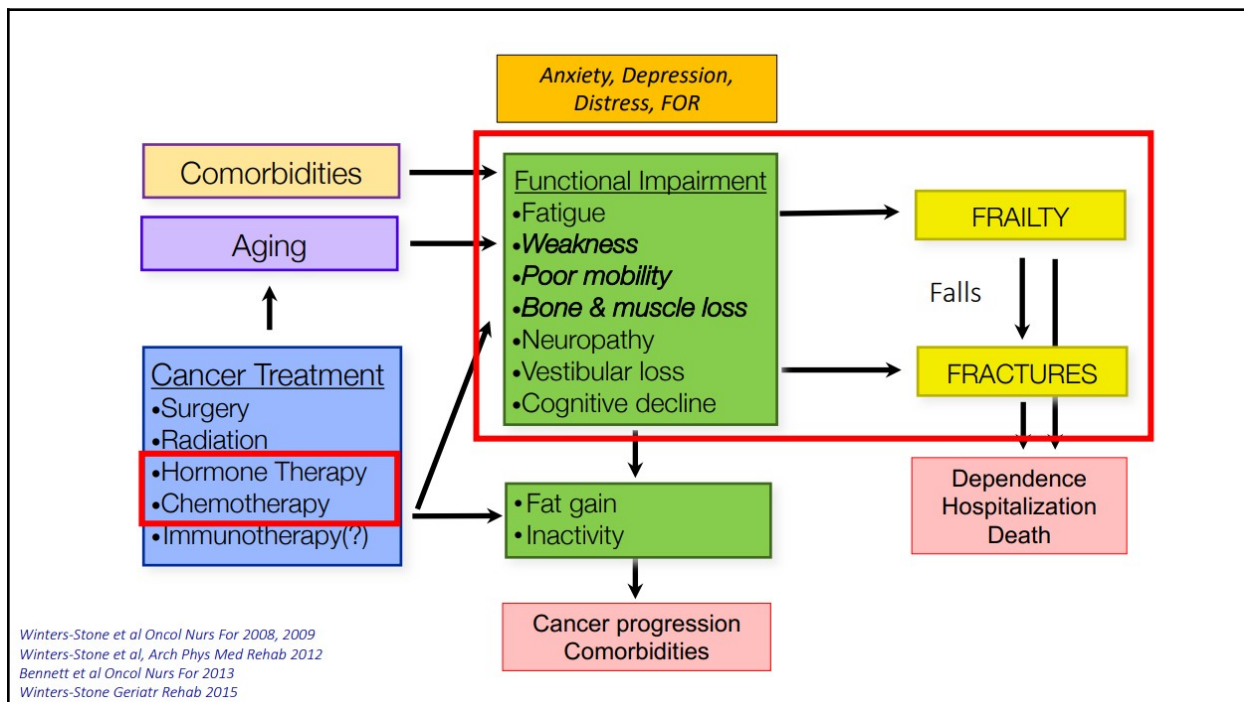 Anxiety, Depression,
Distress, FOR
Comorbidities
Aging
Cancer Treatment
•Surgery
•Radiation
•Hormone Therapy
•Chemotherapy
•Immunotherapy(?)
Functional Impairment
•Fatigue
•Weakness
•Poor mobility
•Bone & muscle loss
•Neuropathy
•Vestibular loss
•Cognitive decline
• Fat gain
• Inactivity
Cancer progression
Comorbidities
FRAILTY
Falls
FRACTURES
Dependence
Hospitalization
Death
Winters-Stone et al Oncol Nurs For 2008, 2009
Winters-Stone et al, Arch Phys Med Rehab 2012
Bennett et al Oncol Nurs For 2013
Winters-Stone Geriatr Rehab 2015